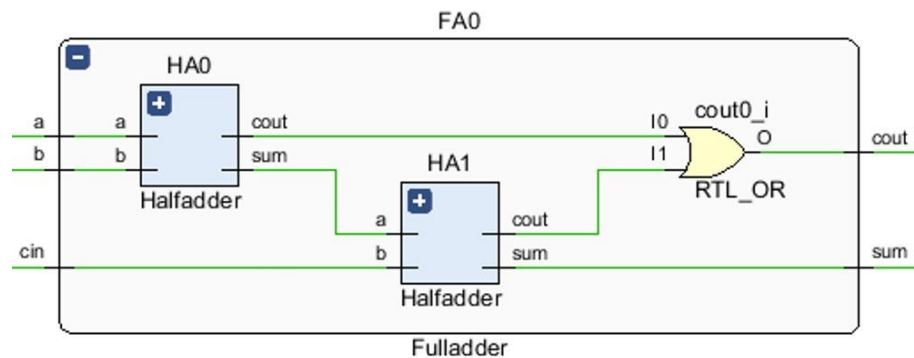 FA0
HA0
cout0_i
a a cout I0 O cout
b b sum I1
HA1
Halfadder RTL_OR
a cout
cin b sum sum
Halfadder
Fulladder